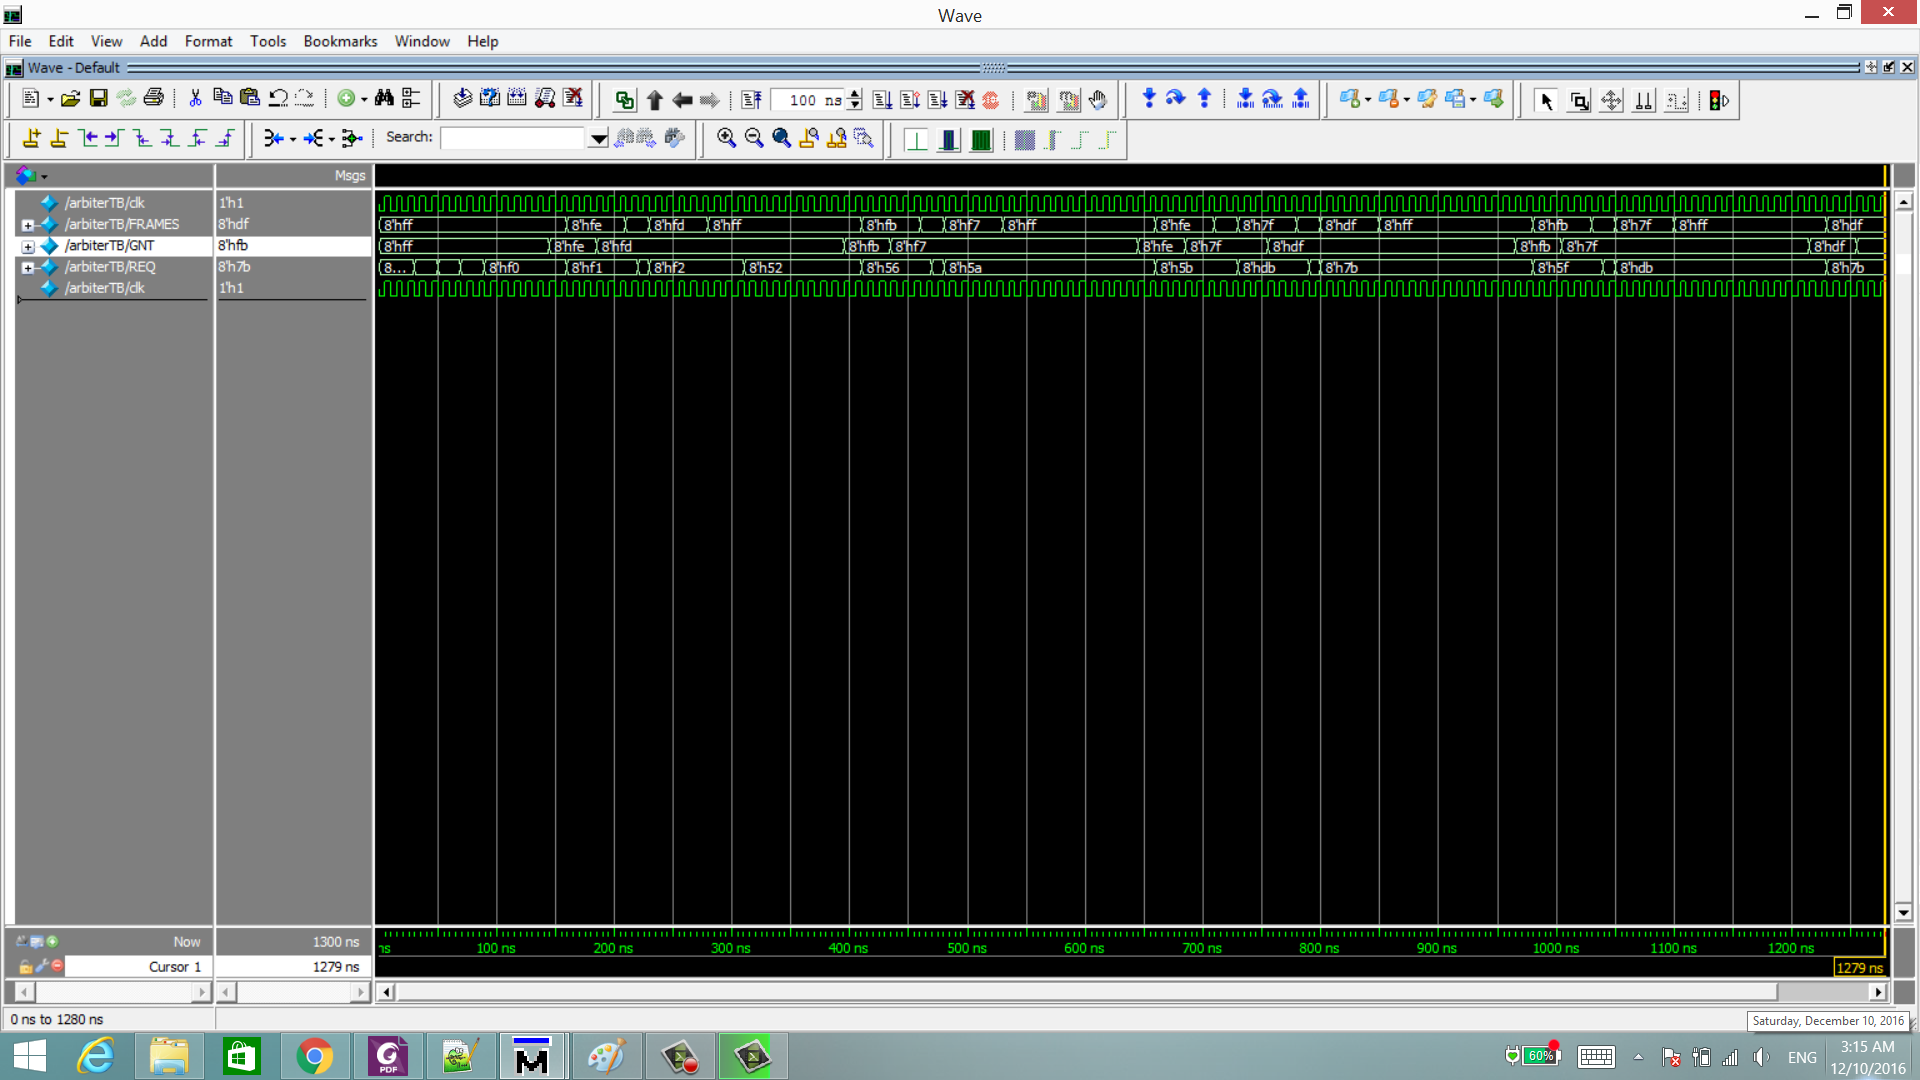 Wave
File Edit View Add Format Tools Bookmarks Window Help
Wave - Default
100 ns
Search:
Msgs
/arbiterTB/clk 1'h1
/arbiterTB/FRAMES 8'hdf 8'hff 8'hfe 8'hfd 8'hff 8'hfb 8'hf7 8'hff 8'hfe 8'h7f 8'hdf 8'hff 8'hfb 8'h7f 8'hff 8'hdf
/arbiterTB/GNT 8'hfb 8'hff 8'hfe 8'hfd 8'hfb 8'hf7 8'hfe 8'h7f 8'hdf 8'hfb 8'h7f 8'hdf
/arbiterTB/REQ 8'h7b 8... 8'hf0 8'hf1 8'hf2 8'h52 8'h56 8'h5a 8'h5b 8'hdb 8'h7b 8'h5f 8'hdb 8'h7b
/arbiterTB/clk 1'h1
Now 1300 ns
ns 100 ns 200 ns 300 ns 400 ns 500 ns 600 ns 700 ns 800 ns 900 ns 1000 ns 1100 ns 1200 ns
Cursor 1 1279 ns 1279 ns
0 ns to 1280 ns
Saturday, December 10, 2016
PDF
M
60%
ENG
3:15 AM
12/10/2016